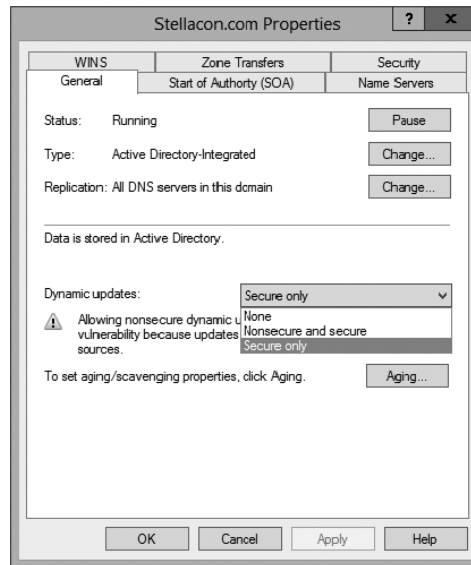 Stellacon.com Properties
?
x
WINS
Zone Transfers
Security
General
Start of Authorty (SOA)
Name Servers
Status: Running
Pause
Type: Active Directory-Integrated
Change...
Replication: All DNS servers in this domain
Change...
Data is stored in Active Directory.
Dynamic updates:
Secure only
None
Nonsecure and secure
Secure only
Allowing nonsecure dynamic u
vulnerability because updates
sources.
To set aging/scavenging properties, click Aging.
Aging...
OK
Cancel
Apply
Help